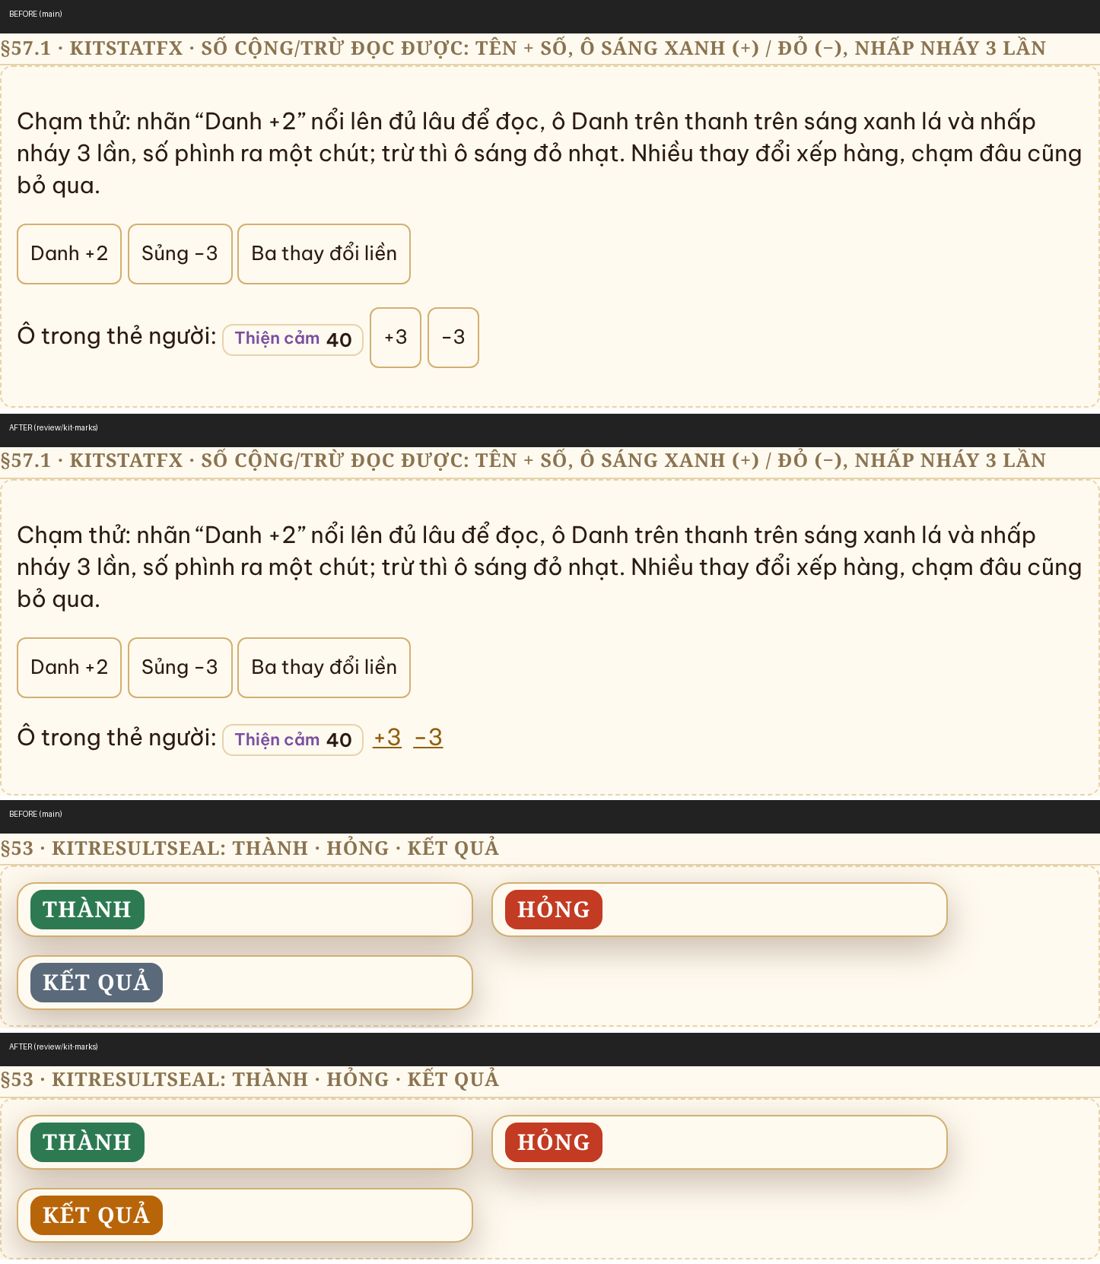 BEFORE (main)
§57.1 · KITSTATFX · SỐ CỘNG/TRỪ ĐỌC ĐƯỢC: TÊN + SỐ, Ô SÁNG XANH (+) / ĐỎ (−), NHẤP NHÁY 3 LẦN
Chạm thử: nhãn “Danh +2” nổi lên đủ lâu để đọc, ô Danh trên thanh trên sáng xanh lá và nhấp
nháy 3 lần, số phình ra một chút; trừ thì ô sáng đỏ nhạt. Nhiều thay đổi xếp hàng, chạm đâu cũng
bỏ qua.
Danh +2 Sủng −3 Ba thay đổi liền
Ô trong thẻ người: Thiện cảm 40 +3 −3
AFTER (review/kit-marks)
§57.1 · KITSTATFX · SỐ CỘNG/TRỪ ĐỌC ĐƯỢC: TÊN + SỐ, Ô SÁNG XANH (+) / ĐỎ (−), NHẤP NHÁY 3 LẦN
Chạm thử: nhãn “Danh +2” nổi lên đủ lâu để đọc, ô Danh trên thanh trên sáng xanh lá và nhấp
nháy 3 lần, số phình ra một chút; trừ thì ô sáng đỏ nhạt. Nhiều thay đổi xếp hàng, chạm đâu cũng
bỏ qua.
Danh +2 Sủng −3 Ba thay đổi liền
Ô trong thẻ người: Thiện cảm 40 +3 −3
BEFORE (main)
§53 · KITRESULTSEAL: THÀNH · HỎNG · KẾT QUẢ
THÀNH HỎNG
KẾT QUẢ
AFTER (review/kit-marks)
§53 · KITRESULTSEAL: THÀNH · HỎNG · KẾT QUẢ
THÀNH HỎNG
KẾT QUẢ